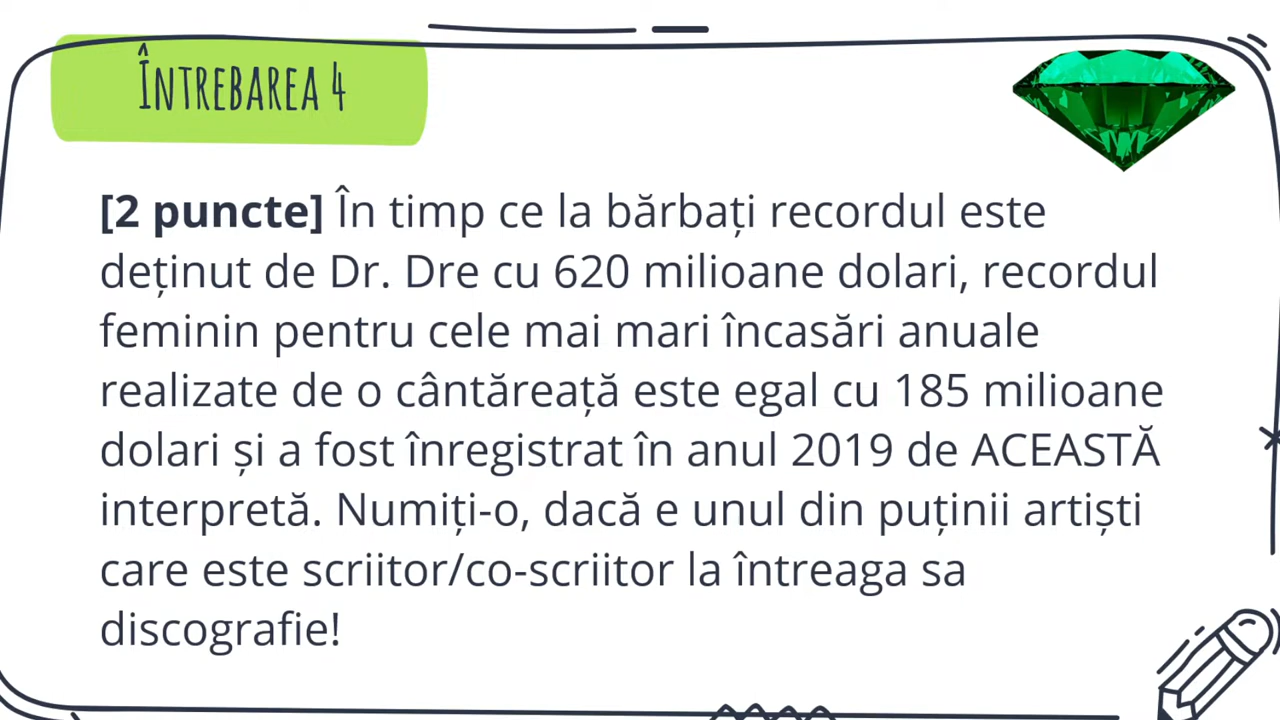 Întrebarea 4
[2 puncte] În timp ce la bărbați recordul este
deținut de Dr. Dre cu 620 milioane dolari, recordul
feminin pentru cele mai mari încasări anuale
realizate de o cântăreață este egal cu 185 milioane
dolari și a fost înregistrat în anul 2019 de ACEASTĂ
interpretă. Numiți-o, dacă e unul din puținii artiști
care este scriitor/co-scriitor la întreaga sa
discografie!